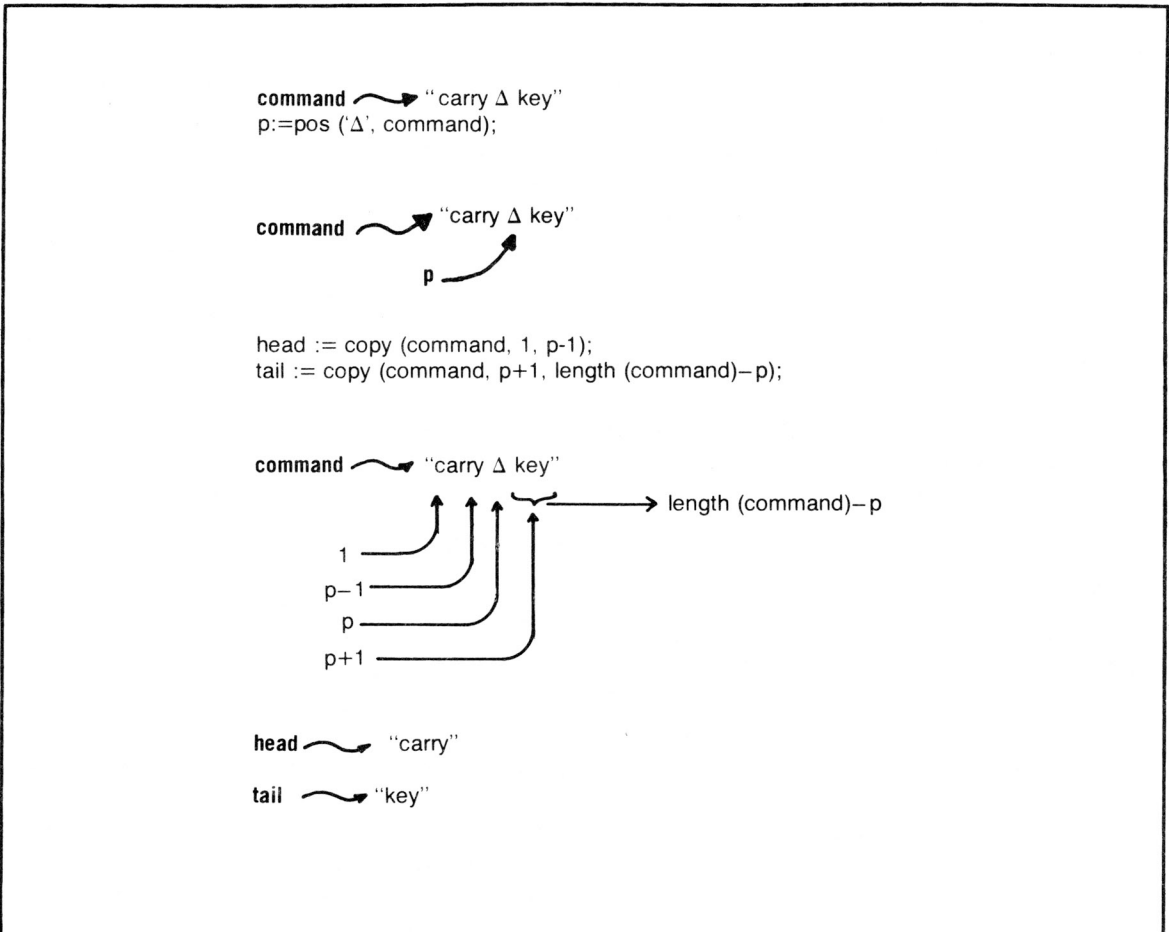 command “carry Δ key”
p:=pos (‘Δ’, command);
command “carry Δ key”
p
head := copy (command, 1, p-1);
tail := copy (command, p+1, length (command)–p);
command “carry Δ key”
length (command)–p
1
p–1
p
p+1
head “carry”
tail “key”